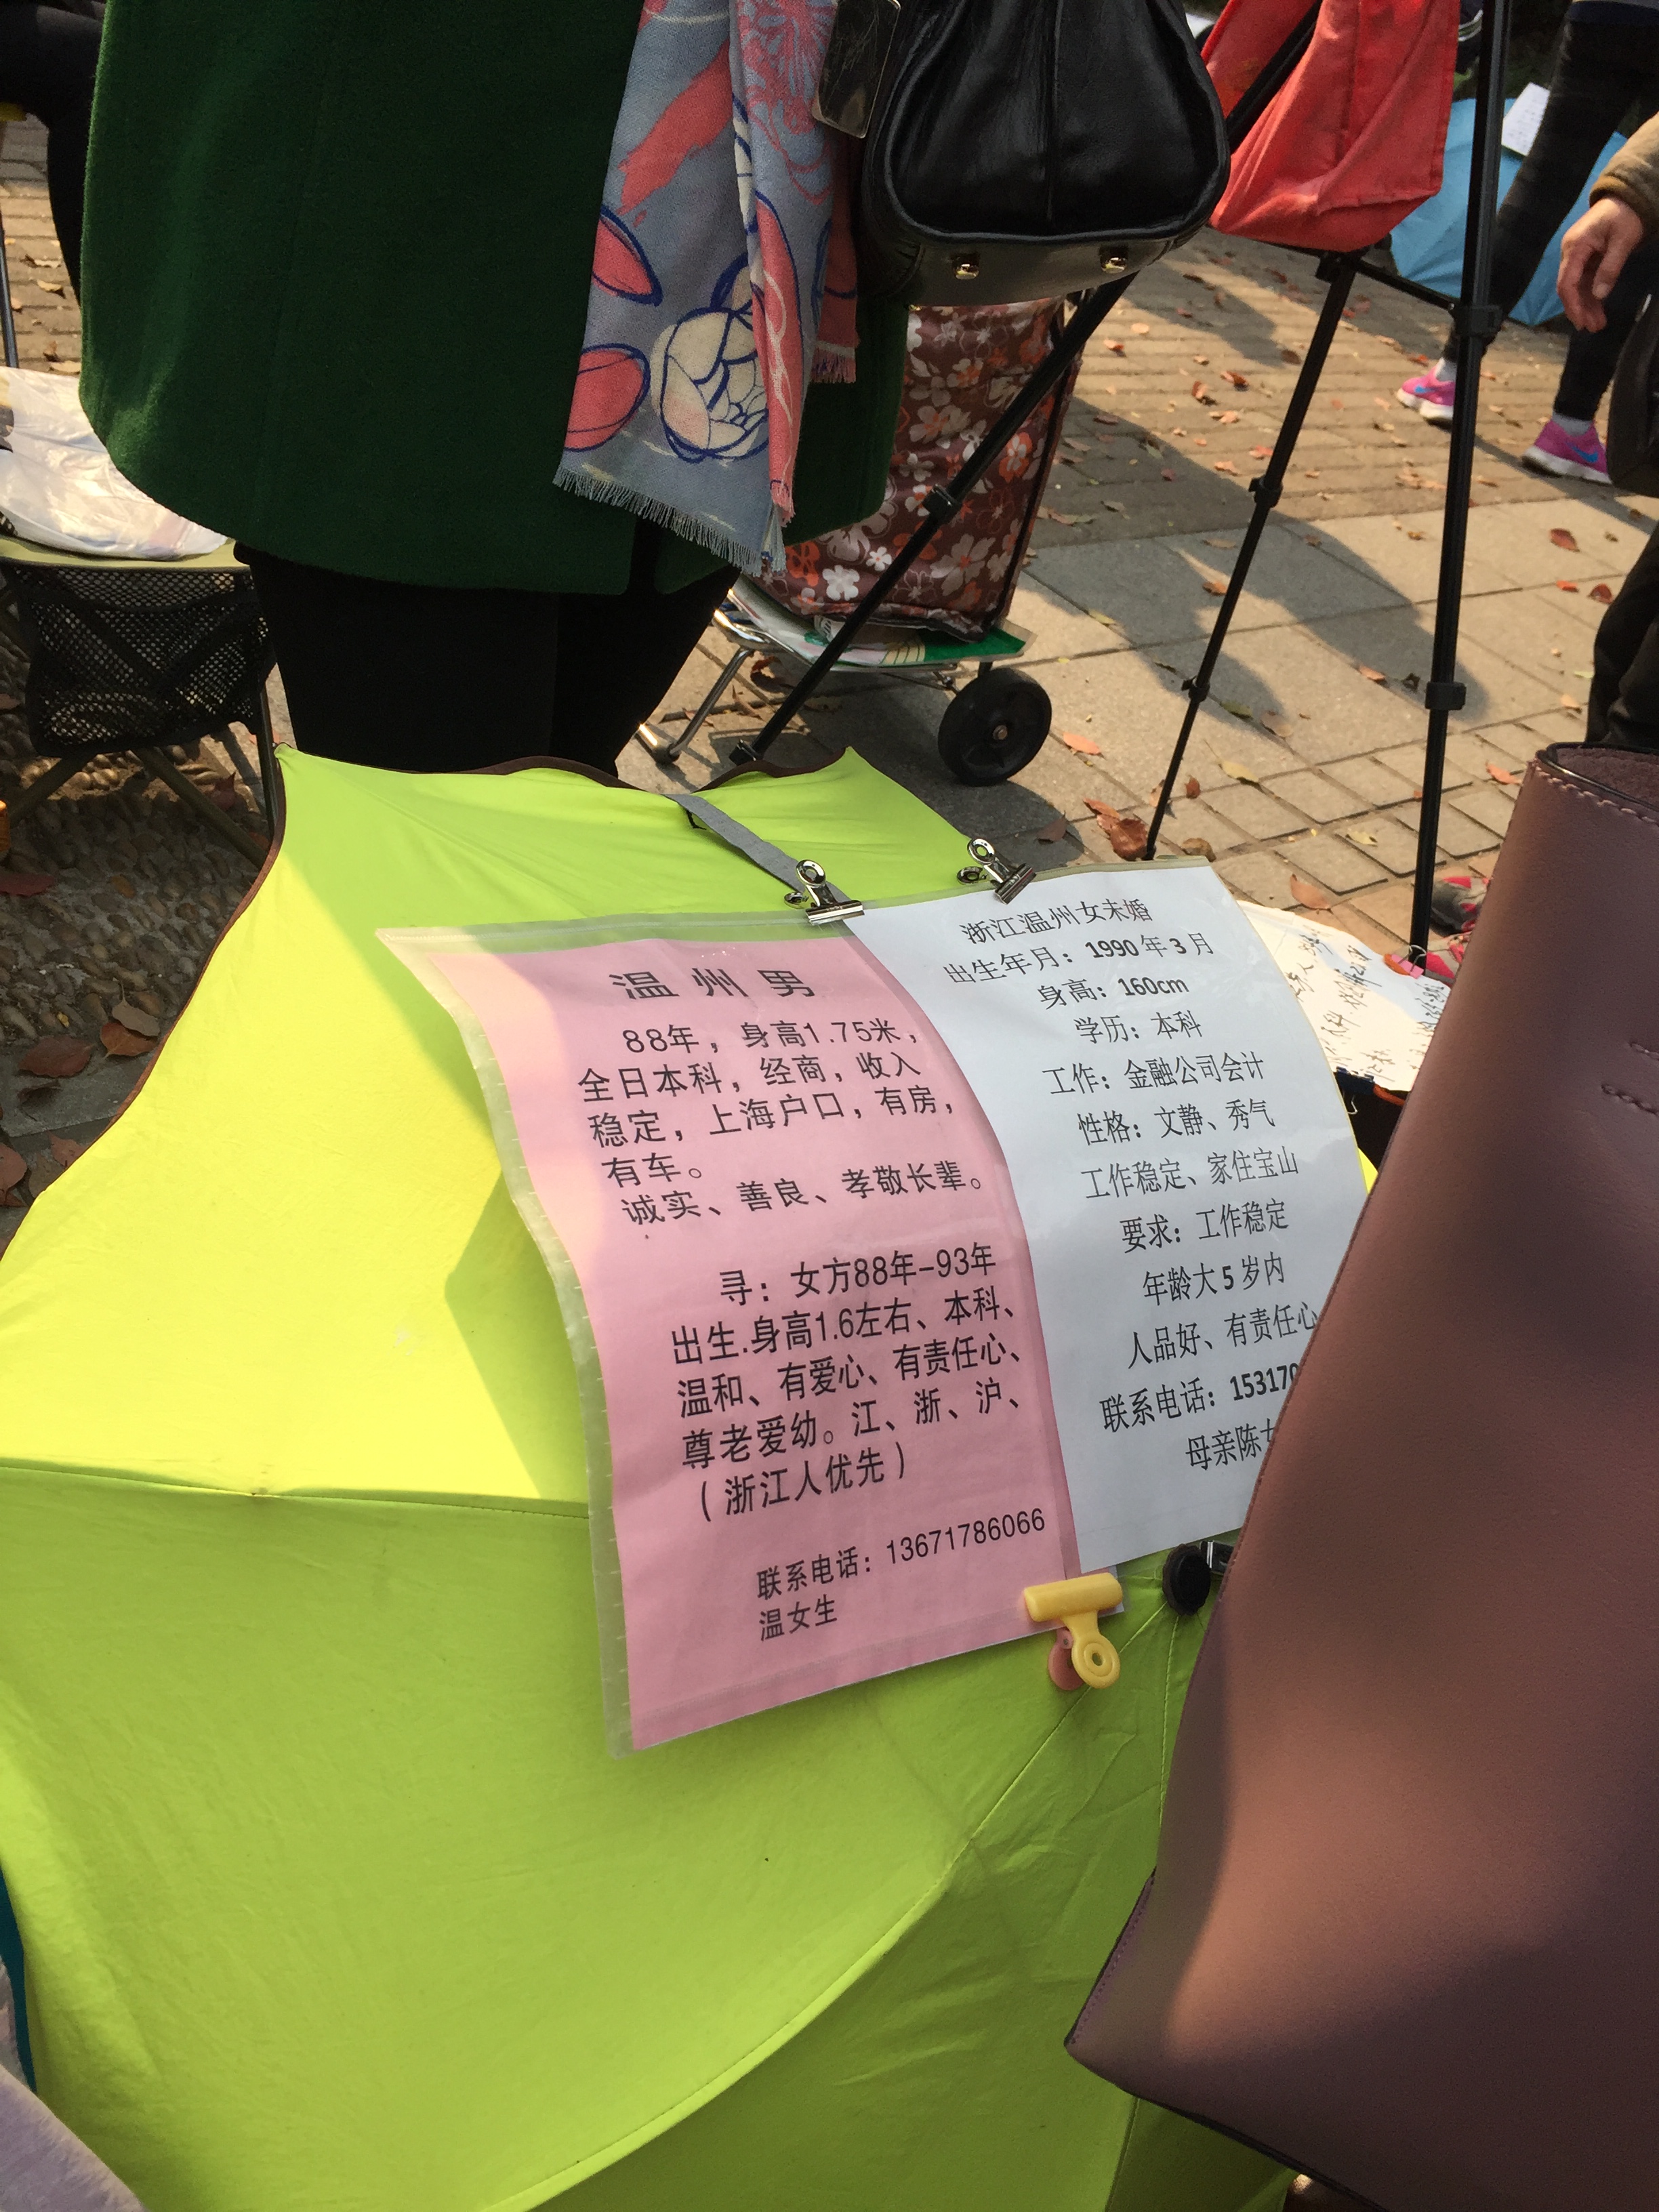 温州男
88年，身高1.75米，
全日本科，经商，收入
稳定，上海户口，有房，
有车。
诚实、善良、孝敬长辈。
寻：女方88年-93年
出生.身高1.6左右、本科、
温和、有爱心、有责任心、
尊老爱幼。江、浙、沪、
（浙江人优先）
联系电话：13671786066
温女生
浙江温州女未婚
出生年月：1990年3月
身高：160cm
学历：本科
工作：金融公司会计
性格：文静、秀气
工作稳定、家住宝山
要求：工作稳定
年龄大5岁内
人品好、有责任心
联系电话：153170
母亲陈